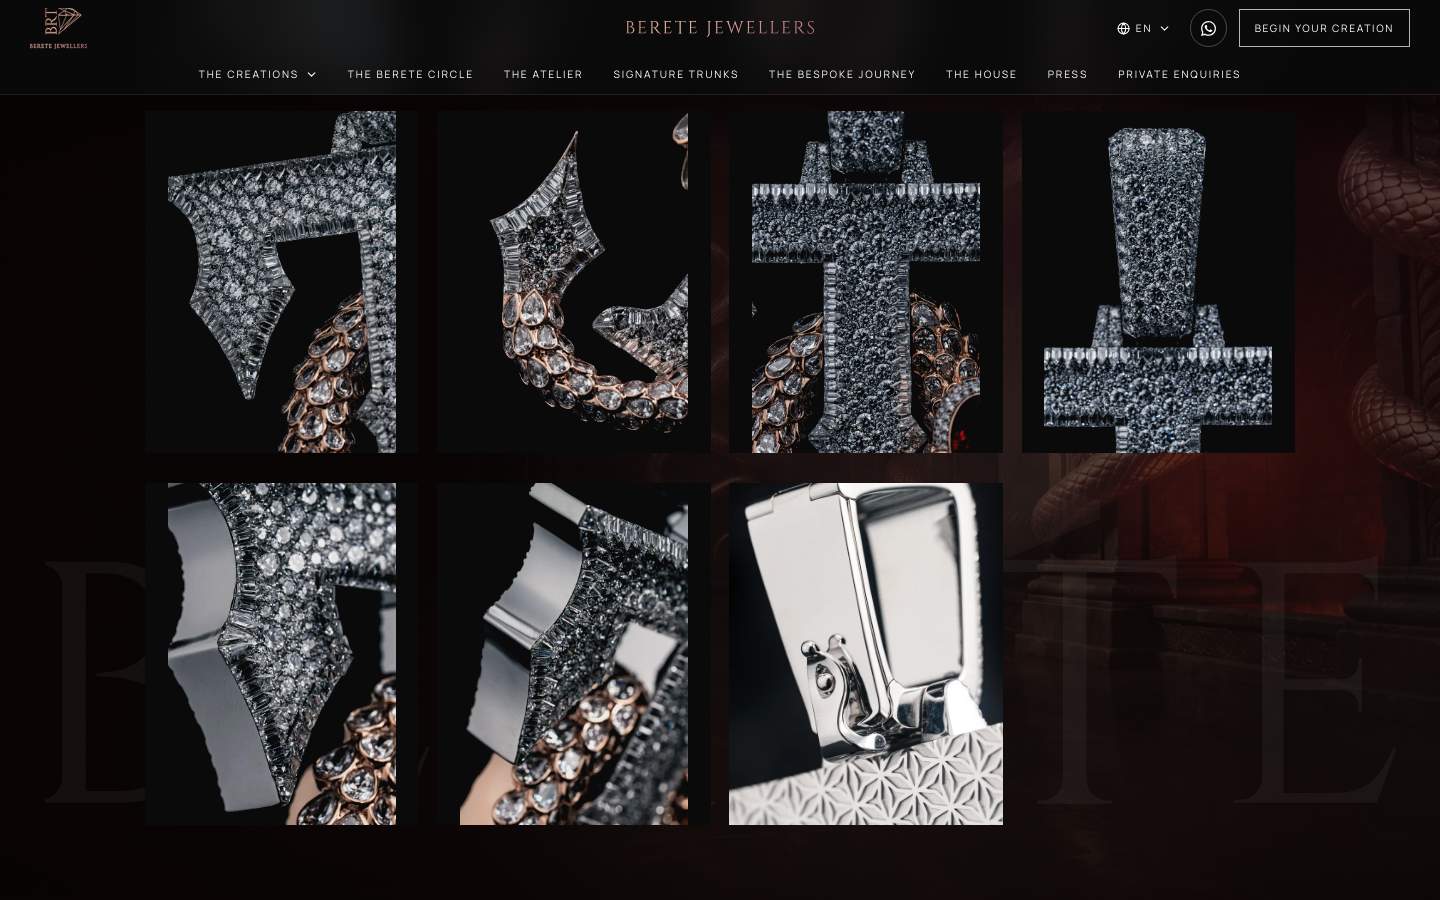 BRT
BERETE JEWELLERS
BERETE JEWELLERS
EN
BEGIN YOUR CREATION
THE CREATIONS
THE BERETE CIRCLE
THE ATELIER
SIGNATURE TRUNKS
THE BESPOKE JOURNEY
THE HOUSE
PRESS
PRIVATE ENQUIRIES
B
TE